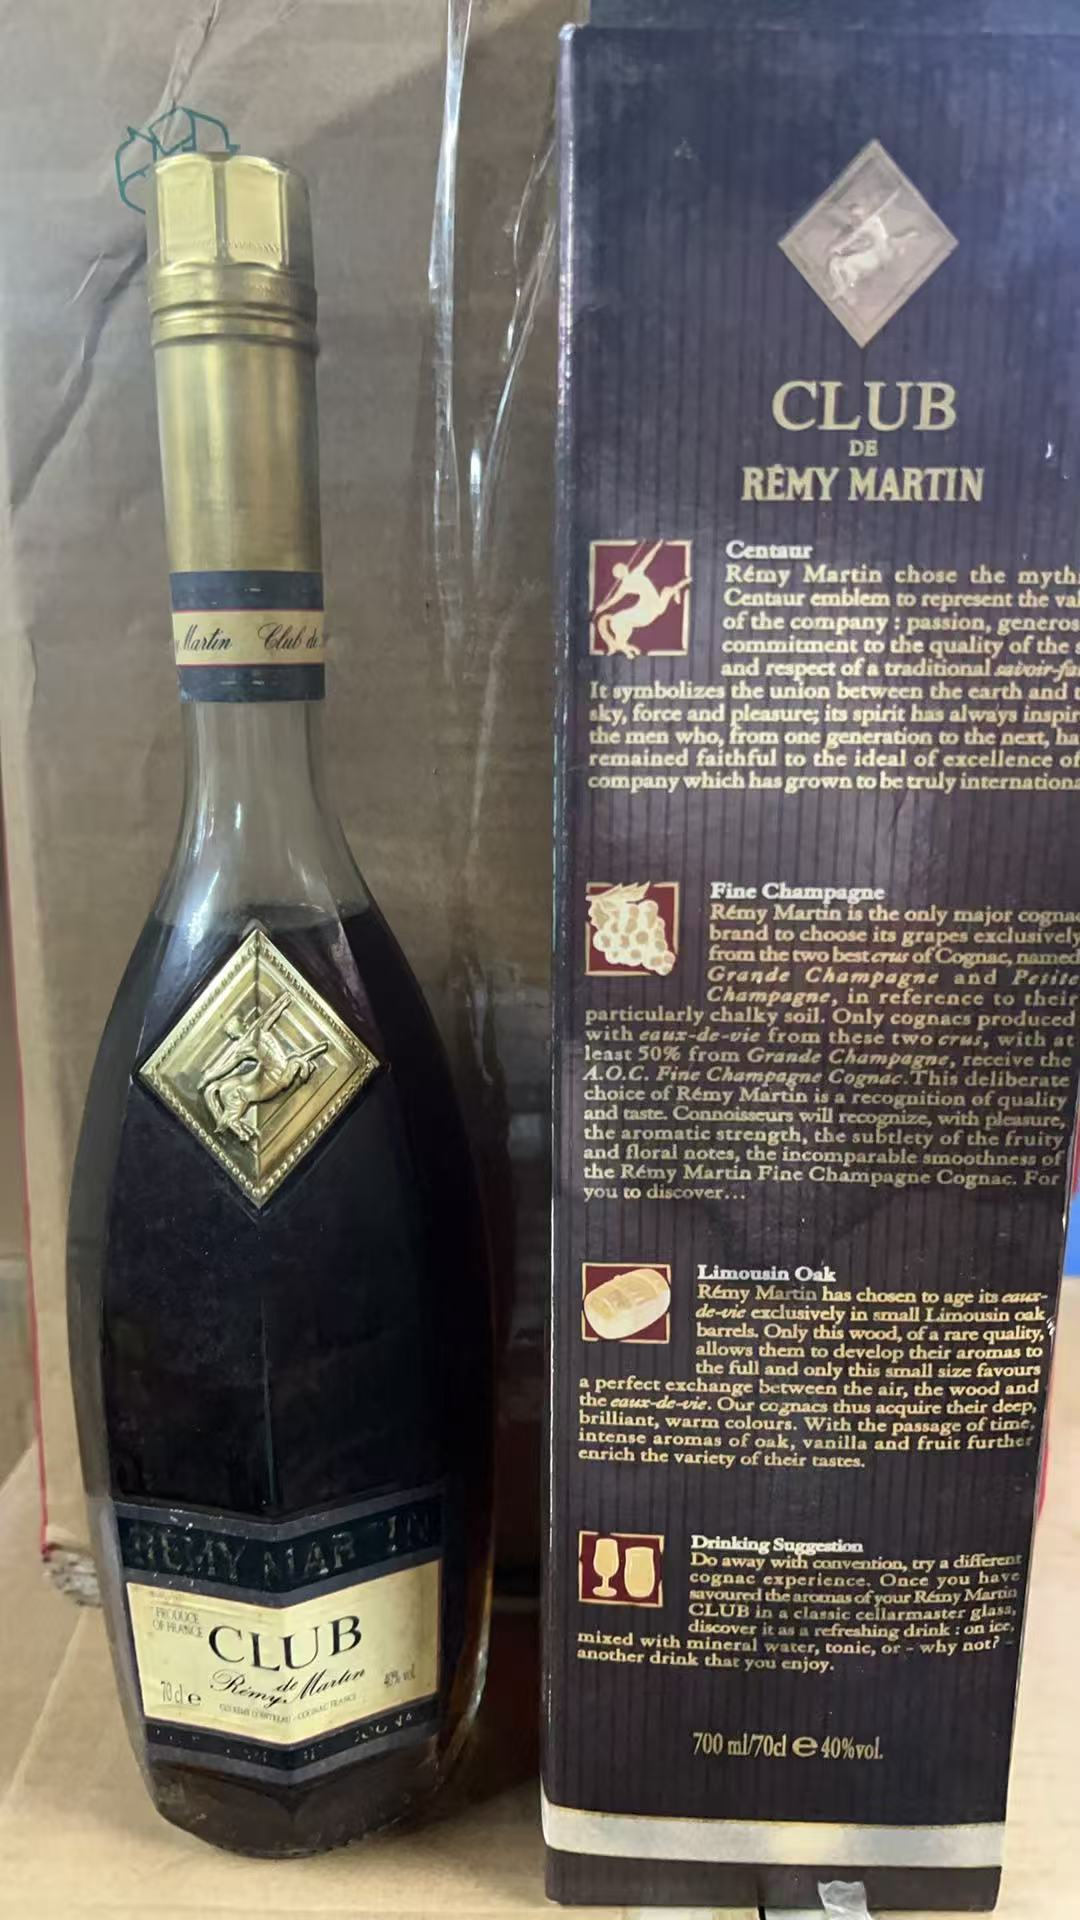 Martin Club de
REMY MARTIN
PRODUCE
OF FRANCE
CLUB
de
Rémy Martin
70 cl e
40% vol.
CLUB
DE
RÉMY MARTIN
Centaur
Rémy Martin chose the myth
Centaur emblem to represent the val
of the company : passion, generos
commitment to the quality of the s
and respect of a traditional savoir-fa
It symbolizes the union between the earth and t
sky, force and pleasure; its spirit has always inspir
the men who, from one generation to the next, ha
remained faithful to the ideal of excellence of
company which has grown to be truly internationa
Fine Champagne
Rémy Martin is the only major cognac
brand to choose its grapes exclusively
from the two best crus of Cognac, named
Grande Champagne and Petite
Champagne, in reference to their
particularly chalky soil. Only cognacs produced
with eaux-de-vie from these two crus, with at
least 50% from Grande Champagne, receive the
A.O.C. Fine Champagne Cognac. This deliberate
choice of Rémy Martin is a recognition of quality
and taste. Connoisseurs will recognize, with pleasure,
the aromatic strength, the subtlety of the fruity
and floral notes, the incomparable smoothness of
the Rémy Martin Fine Champagne Cognac. For
you to discover...
Limousin Oak
Rémy Martin has chosen to age its eaux-
de-vie exclusively in small Limousin oak
barrels. Only this wood, of a rare quality,
allows them to develop their aromas to
the full and only this small size favours
a perfect exchange between the air, the wood and
the eaux-de-vie. Our cognacs thus acquire their deep,
brilliant, warm colours. With the passage of time,
intense aromas of oak, vanilla and fruit further
enrich the variety of their tastes.
Drinking Suggestion
Do away with convention, try a different
cognac experience. Once you have
savoured the aromas of your Rémy Martin
CLUB in a classic cellarmaster glass,
discover it as a refreshing drink : on ice,
mixed with mineral water, tonic, or - why not? -
another drink that you enjoy.
700 ml/70cl e 40%vol.